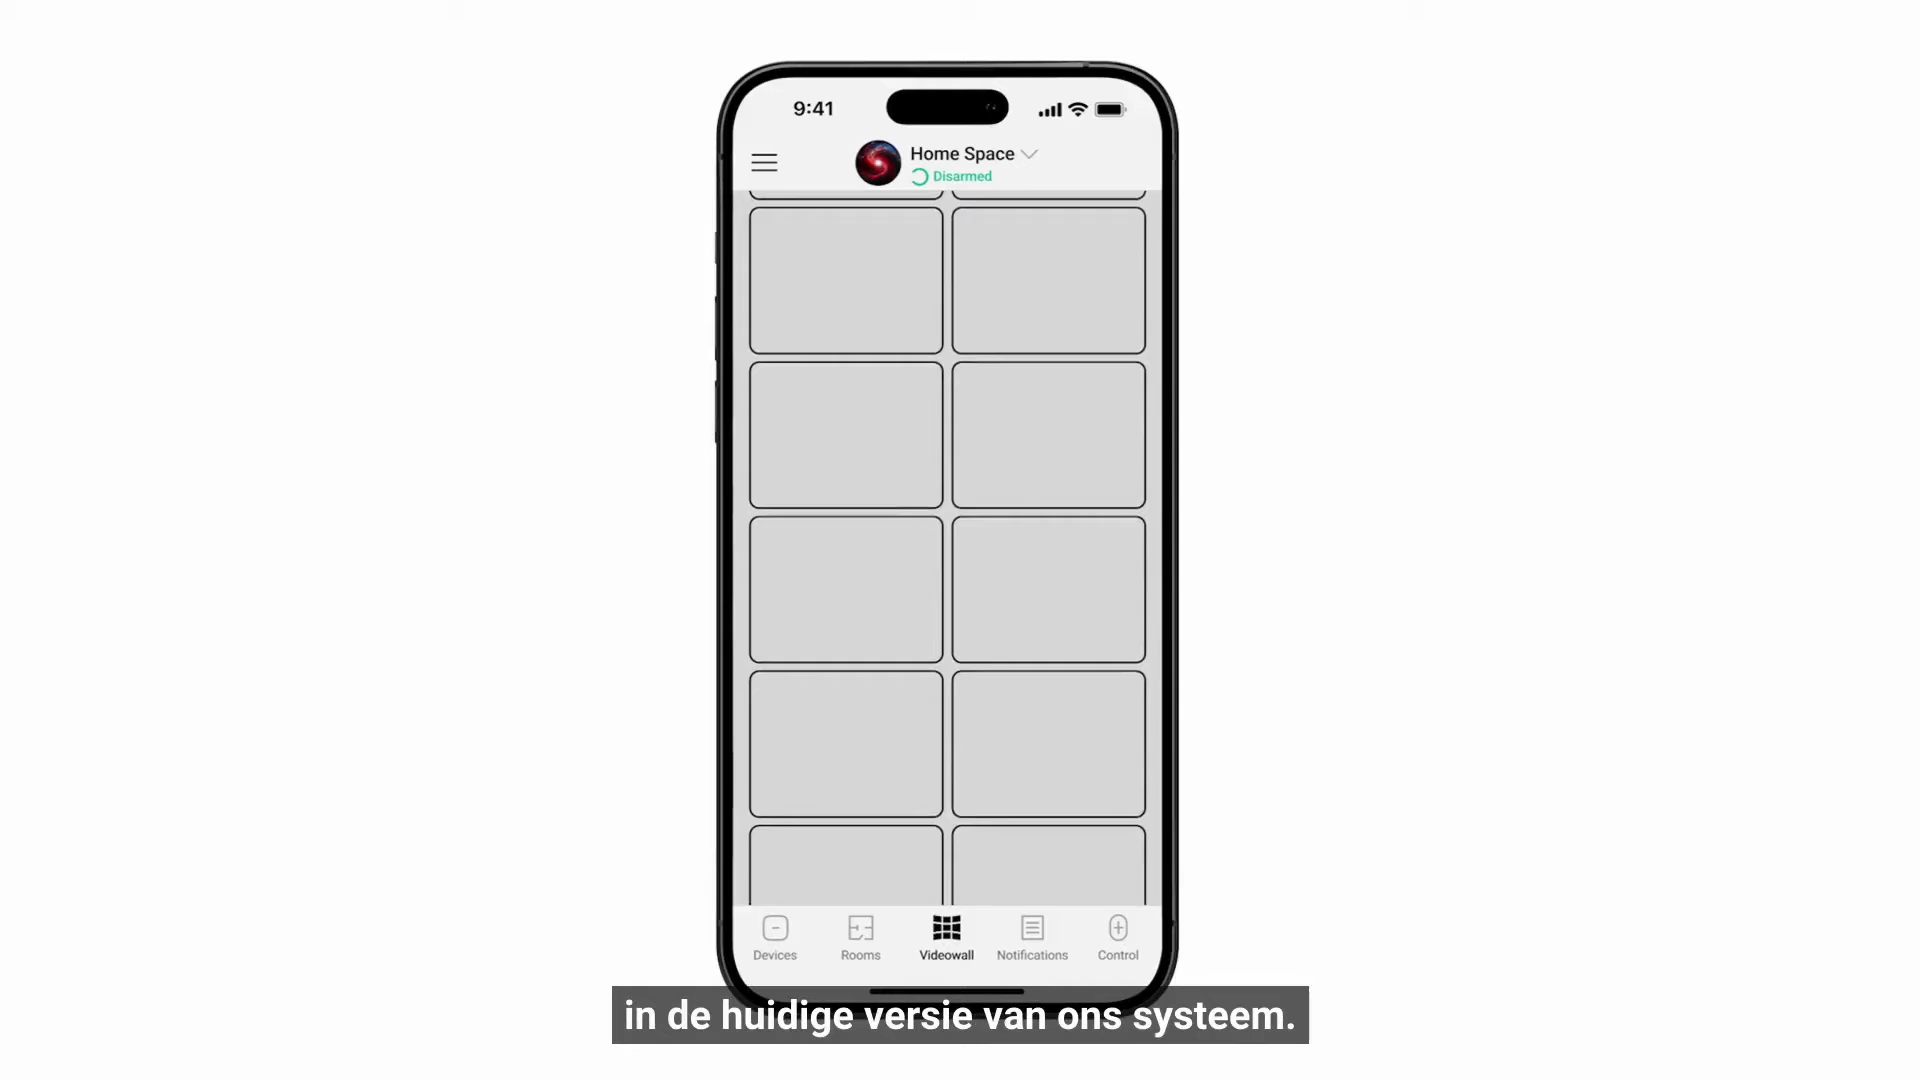 9:41
Home Space
Disarmed
Devices
Rooms
Videowall
Notifications
Control
in de huidige versie van ons systeem.